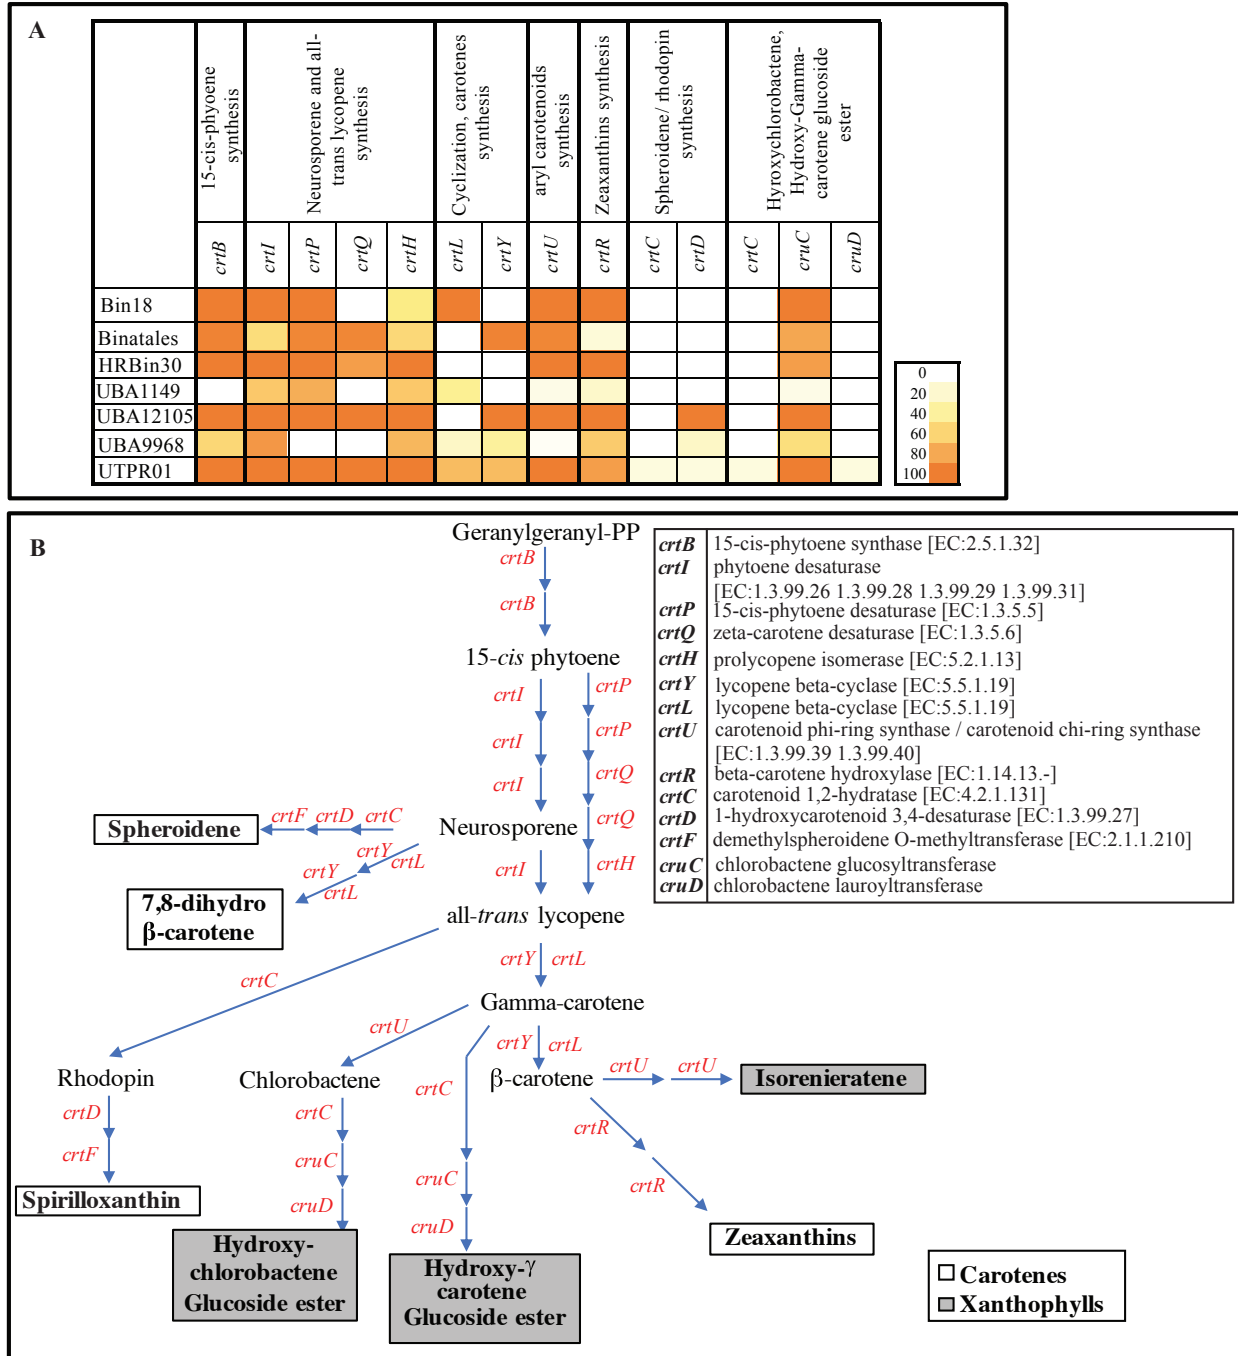 A
15-cis-phyoene
synthesis
Neurosporene and all-
trans lycopene
synthesis
Cyclization, carotenes
synthesis
aryl carotenoids
synthesis
Zeaxanthins synthesis
Spheroidene/ rhodopin
synthesis
Hyroxychlorobactene,
Hydroxy-Gamma-
carotene glucoside
ester
crtB crtI crtP crtQ crtH crtL crtY crtU crtR crtC crtD crtC cruC cruD
Bin18
Binatales
HRBin30
UBA1149
UBA12105
UBA9968
UTPR01
0
20
40
60
80
100
B
Geranylgeranyl-PP
crtB
crtB
15-cis phytoene
crtI crtP
crtI crtP
crtI crtQ
Neurosporene crtQ
crtI crtH
crtF crtD crtC
Spheroidene
crtY crtL
crtY crtL
7,8-dihydro
β-carotene
all-trans lycopene
crtC
crtY crtL
Gamma-carotene
crtU
crtY crtL
crtC
Rhodopin
Chlorobactene
β-carotene
crtU crtU
Isorenieratene
crtD
crtF
Spirilloxanthin
crtC
cruC
cruD
Hydroxy-
chlorobactene
Glucoside ester
cruC
cruD
Hydroxy-γ
carotene
Glucoside ester
crtR
crtR
Zeaxanthins
crtB 15-cis-phytoene synthase [EC:2.5.1.32]
crtI phytoene desaturase
[EC:1.3.99.26 1.3.99.28 1.3.99.29 1.3.99.31]
crtP 15-cis-phytoene desaturase [EC:1.3.5.5]
crtQ zeta-carotene desaturase [EC:1.3.5.6]
crtH prolycopene isomerase [EC:5.2.1.13]
crtY lycopene beta-cyclase [EC:5.5.1.19]
crtL lycopene beta-cyclase [EC:5.5.1.19]
crtU carotenoid phi-ring synthase / carotenoid chi-ring synthase
[EC:1.3.99.39 1.3.99.40]
crtR beta-carotene hydroxylase [EC:1.14.13.-]
crtC carotenoid 1,2-hydratase [EC:4.2.1.131]
crtD 1-hydroxycarotenoid 3,4-desaturase [EC:1.3.99.27]
crtF demethylspheroidene O-methyltransferase [EC:2.1.1.210]
cruC chlorobactene glucosyltransferase
cruD chlorobactene lauroyltransferase
Carotenes
Xanthophylls